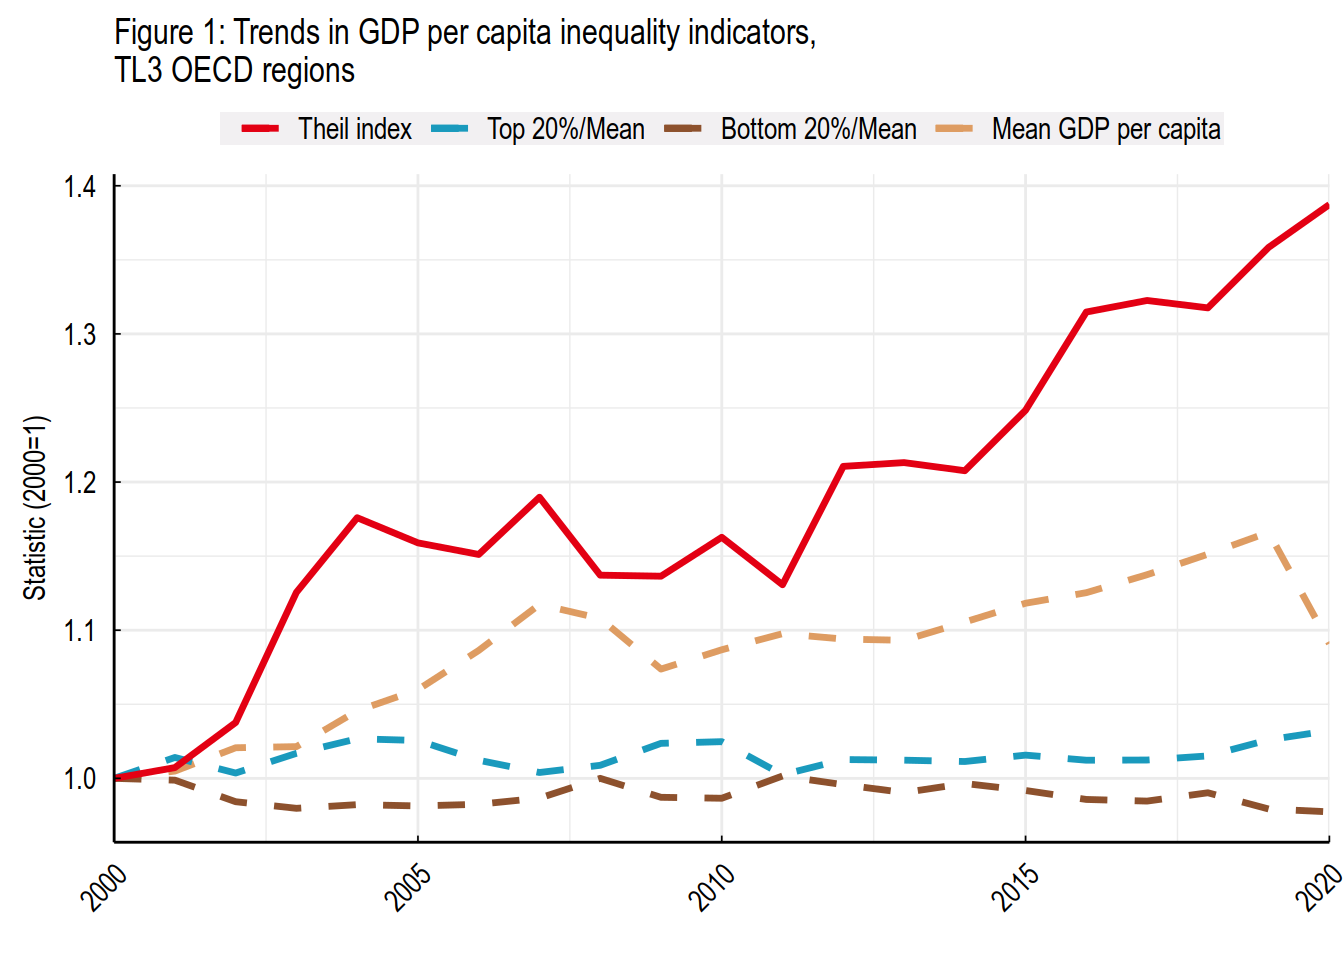 Figure 1: Trends in GDP per capita inequality indicators,
TL3 OECD regions
Theil index Top 20%/Mean Bottom 20%/Mean Mean GDP per capita
1.4
1.3
1.2
1.1
1.0
Statistic (2000=1)
2000 2005 2010 2015 2020